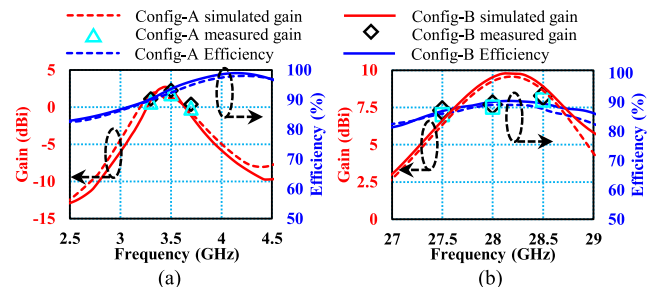 Config-A simulated gain
Config-B simulated gain
Config-A measured gain
Config-B measured gain
Config-A Efficiency
Config-B Efficiency
(a)
(b)
5
0
-5
-10
-15
Gain (dBi)
100
90
80
70
60
50
Efficiency (%)
2.5
3
3.5
4
4.5
Frequency (GHz)
(a)
10
7.5
5
2.5
0
Gain (dBi)
100
90
80
70
60
50
Efficiency (%)
27
27.5
28
28.5
29
Frequency (GHz)
(b)